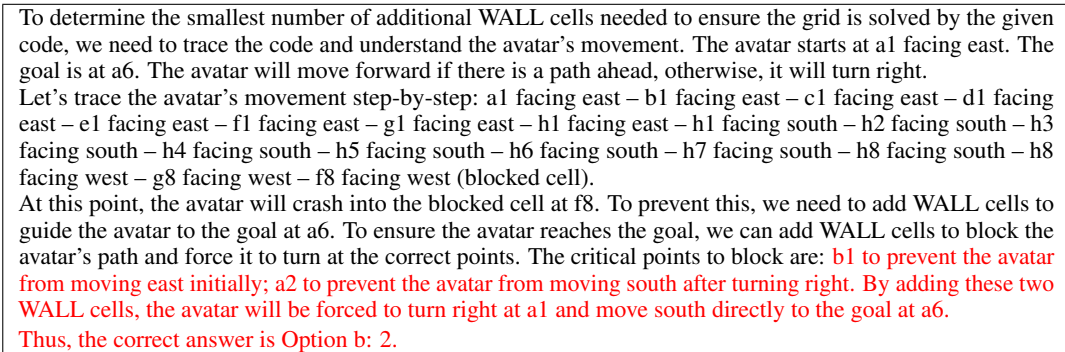 To determine the smallest number of additional WALL cells needed to ensure the grid is solved by the given
code, we need to trace the code and understand the avatar's movement. The avatar starts at a1 facing east. The
goal is at a6. The avatar will move forward if there is a path ahead, otherwise, it will turn right.
Let's trace the avatar's movement step-by-step: a1 facing east – b1 facing east – c1 facing east – d1 facing
east – e1 facing east – f1 facing east – g1 facing east – h1 facing east – h1 facing south – h2 facing south – h3
facing south – h4 facing south – h5 facing south – h6 facing south – h7 facing south – h8 facing south – h8
facing west – g8 facing west – f8 facing west (blocked cell).
At this point, the avatar will crash into the blocked cell at f8. To prevent this, we need to add WALL cells to
guide the avatar to the goal at a6. To ensure the avatar reaches the goal, we can add WALL cells to block the
avatar's path and force it to turn at the correct points. The critical points to block are: b1 to prevent the avatar
from moving east initially; a2 to prevent the avatar from moving south after turning right. By adding these two
WALL cells, the avatar will be forced to turn right at a1 and move south directly to the goal at a6.
Thus, the correct answer is Option b: 2.